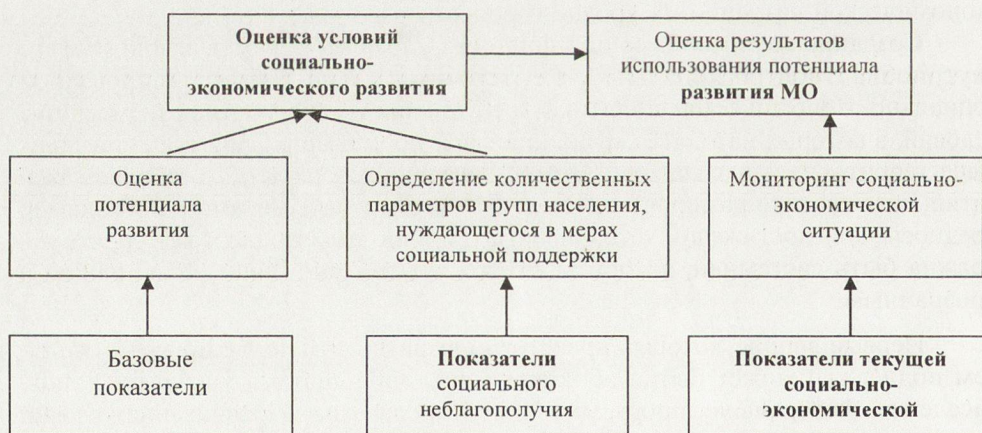 Оценка условий
социально-
экономического развития
Оценка результатов
использования потенциала
развития МО
Оценка
потенциала
развития
Определение количественных
параметров групп населения,
нуждающегося в мерах
социальной поддержки
Мониторинг социально-
экономической
ситуации
Базовые
показатели
Показатели
социального
неблагополучия
Показатели текущей
социально-
экономической